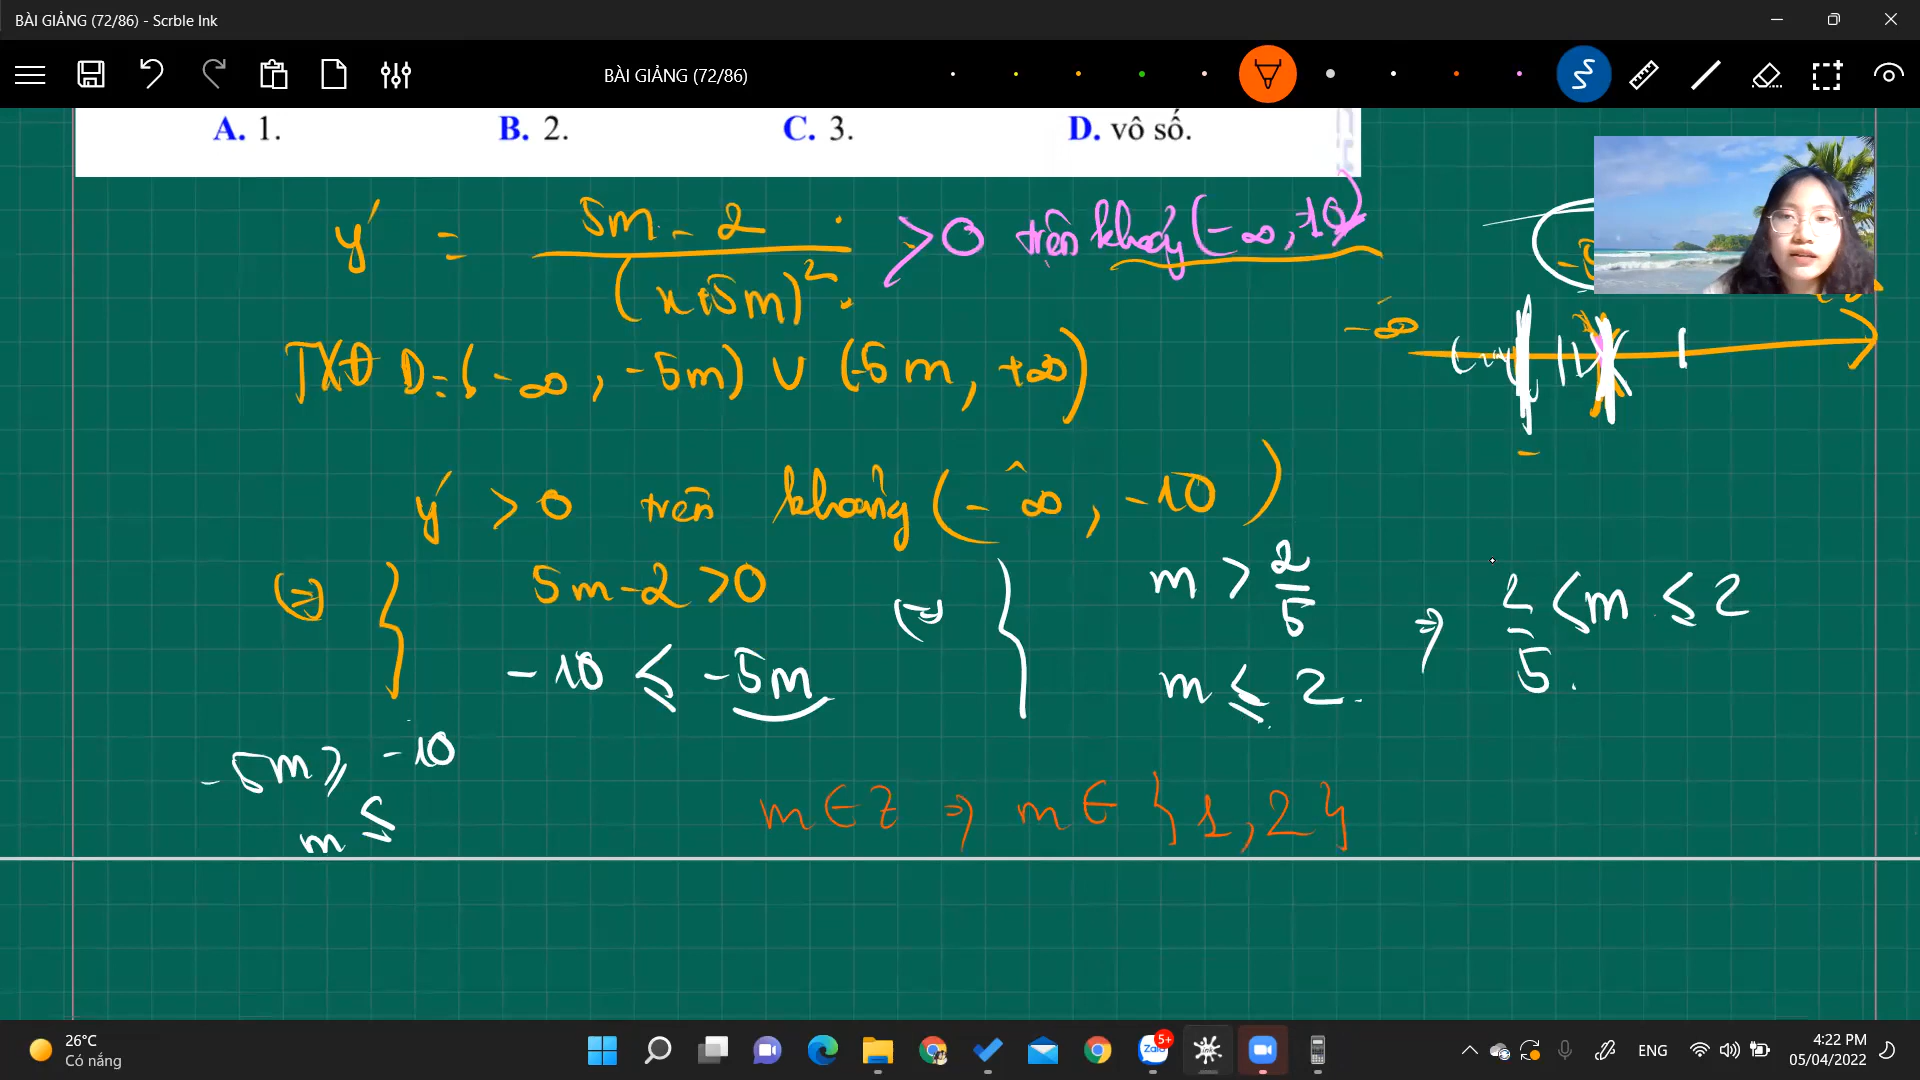 BÀI GIẢNG (72/86) - Scrble Ink
BÀI GIẢNG (72/86)
A. 1. B. 2. C. 3. D. vô số.
y' = 5m - 2 / (x+5m)² > 0 trên khoảng (-∞, -10)
-∞
TXĐ D = (-∞, -5m) ∪ (-5m, +∞)
y' > 0 trên khoảng (-∞, -10)
⇔ { 5m-2 > 0 ⇔ { m > 2/5 ⇒ 2/5 < m ≤ 2
-10 ≤ -5m m ≤ 2.
-5m ≥ -10
m ≤
m ∈ Z ⇒ m ∈ {1, 2}
26°C
Có nắng
Zalo
5+
ENG
4:22 PM
05/04/2022